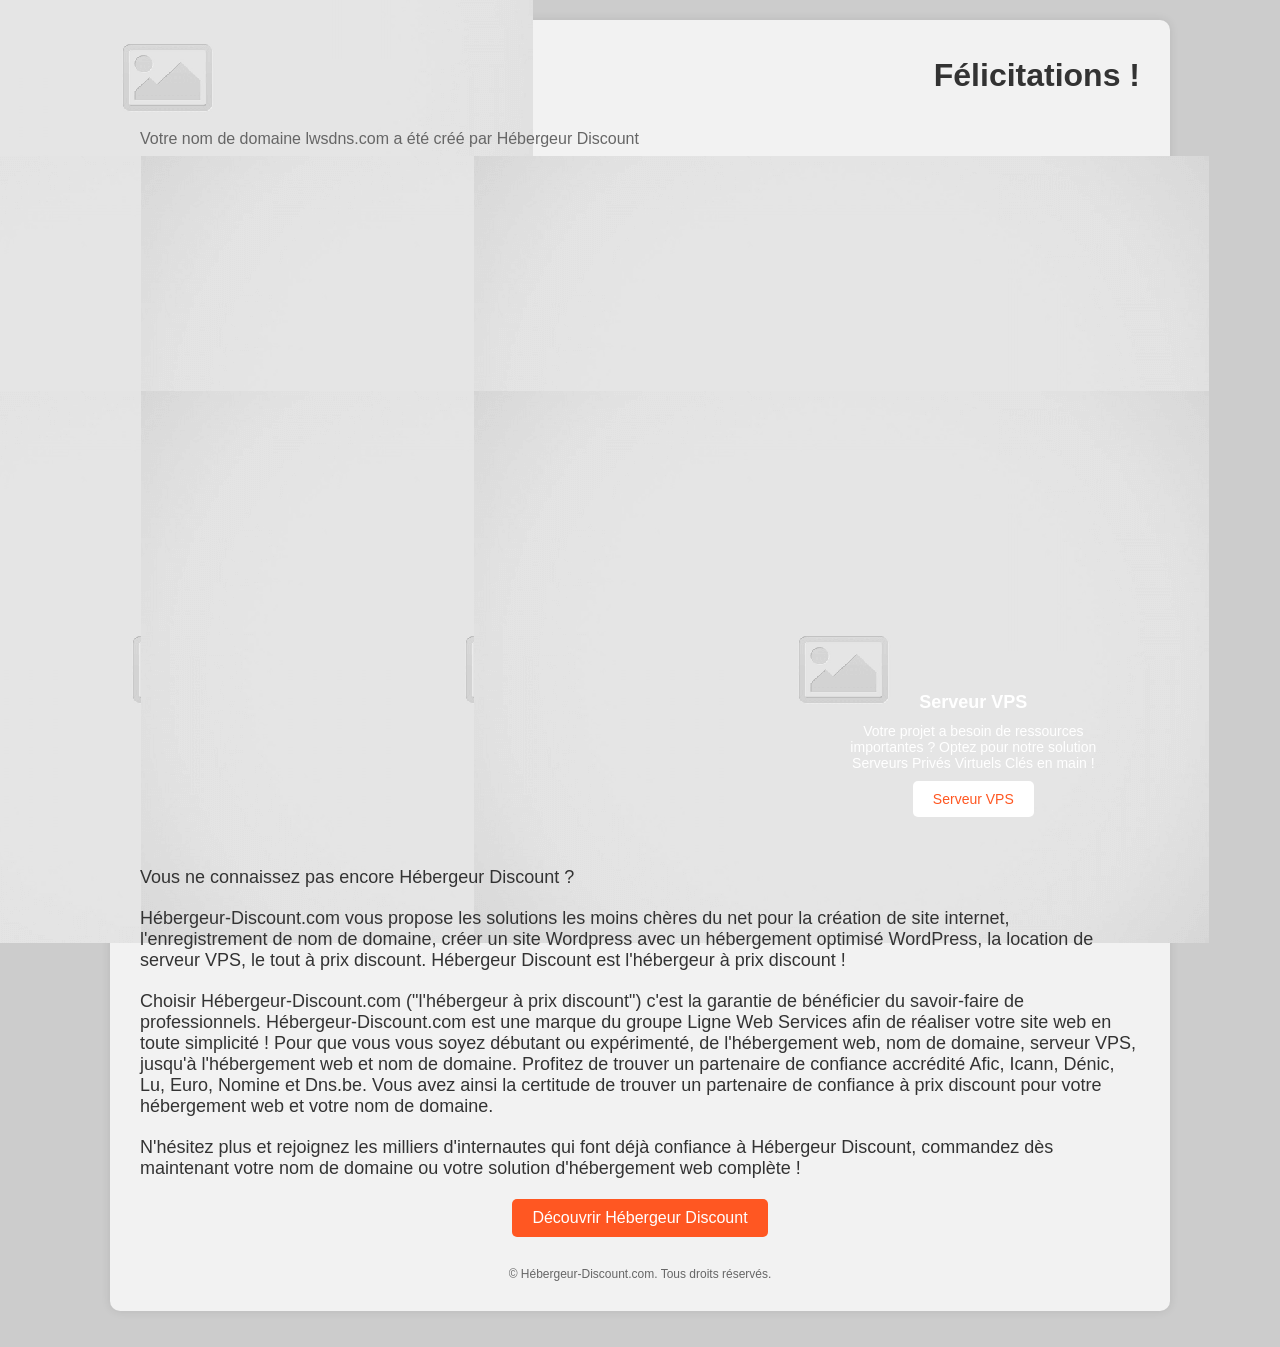 Félicitations !
Votre nom de domaine lwsdns.com a été créé par Hébergeur Discount
Serveur VPS
Votre projet a besoin de ressources
importantes ? Optez pour notre solution
Serveurs Privés Virtuels Clés en main !
Serveur VPS
Vous ne connaissez pas encore Hébergeur Discount ?
Hébergeur-Discount.com vous propose les solutions les moins chères du net pour la création de site internet,
l'enregistrement de nom de domaine, créer un site Wordpress avec un hébergement optimisé WordPress, la location de
serveur VPS, le tout à prix discount. Hébergeur Discount est l'hébergeur à prix discount !
Choisir Hébergeur-Discount.com ("l'hébergeur à prix discount") c'est la garantie de bénéficier du savoir-faire de
professionnels. Hébergeur-Discount.com est une marque du groupe Ligne Web Services afin de réaliser votre site web en
toute simplicité ! Pour que vous vous soyez débutant ou expérimenté, de l'hébergement web, nom de domaine, serveur VPS,
jusqu'à l'hébergement web et nom de domaine. Profitez de trouver un partenaire de confiance accrédité Afic, Icann, Dénic,
Lu, Euro, Nomine et Dns.be. Vous avez ainsi la certitude de trouver un partenaire de confiance à prix discount pour votre
hébergement web et votre nom de domaine.
N'hésitez plus et rejoignez les milliers d'internautes qui font déjà confiance à Hébergeur Discount, commandez dès
maintenant votre nom de domaine ou votre solution d'hébergement web complète !
Découvrir Hébergeur Discount
© Hébergeur-Discount.com. Tous droits réservés.